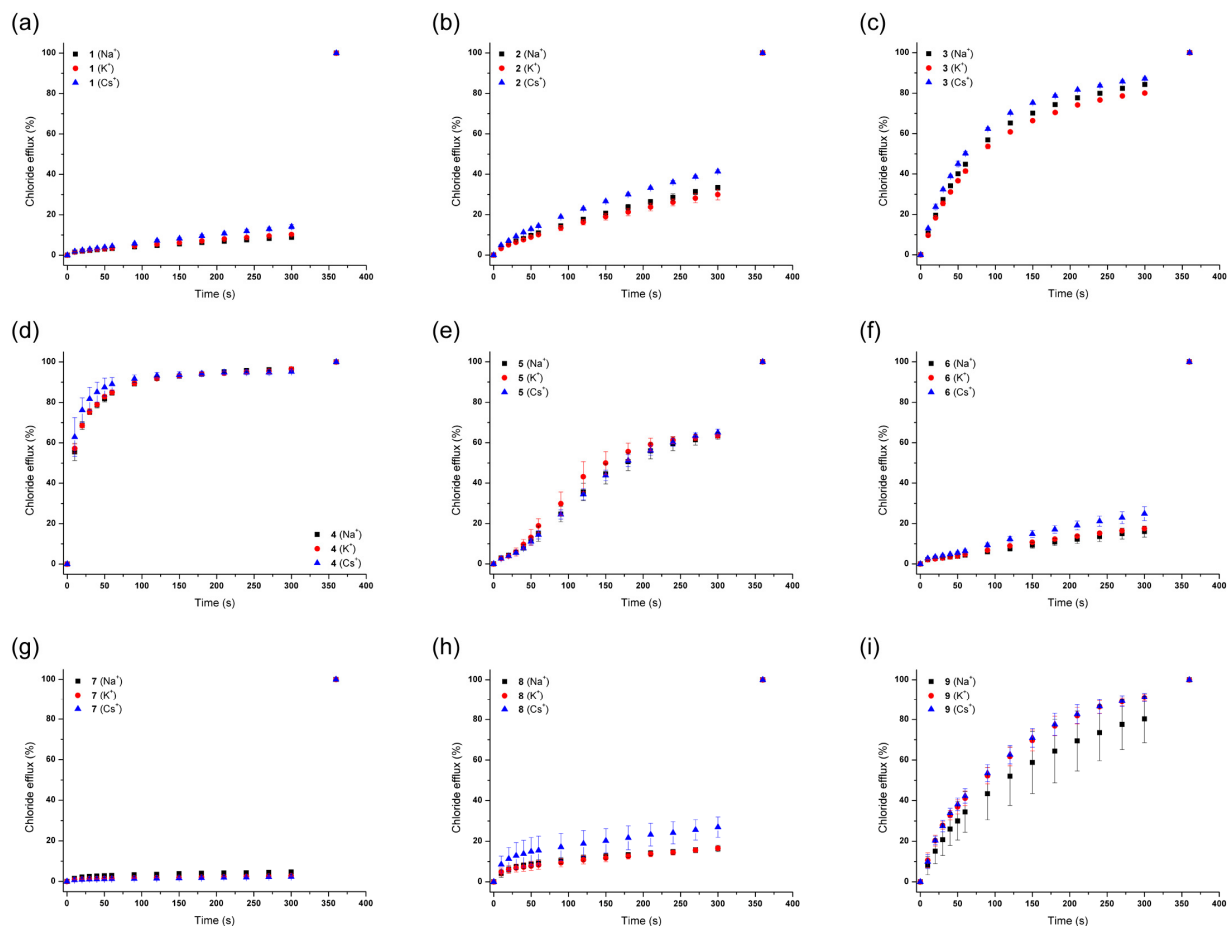 (a)
1 (Na⁺)
1 (K⁺)
1 (Cs⁺)
Chloride efflux (%)
100
80
60
40
20
0
0 50 100 150 200 250 300 350 400
Time (s)
(b)
2 (Na⁺)
2 (K⁺)
2 (Cs⁺)
Chloride efflux (%)
100
80
60
40
20
0
0 50 100 150 200 250 300 350 400
Time (s)
(c)
3 (Na⁺)
3 (K⁺)
3 (Cs⁺)
Chloride efflux (%)
100
80
60
40
20
0
0 50 100 150 200 250 300 350 400
Time (s)
(d)
Chloride efflux (%)
100
80
60
40
20
0
4 (Na⁺)
4 (K⁺)
4 (Cs⁺)
0 50 100 150 200 250 300 350 400
Time (s)
(e)
5 (Na⁺)
5 (K⁺)
5 (Cs⁺)
Chloride efflux (%)
100
80
60
40
20
0
0 50 100 150 200 250 300 350 400
Time (s)
(f)
6 (Na⁺)
6 (K⁺)
6 (Cs⁺)
Chloride efflux (%)
100
80
60
40
20
0
0 50 100 150 200 250 300 350 400
Time (s)
(g)
7 (Na⁺)
7 (K⁺)
7 (Cs⁺)
Chloride efflux (%)
100
80
60
40
20
0
0 50 100 150 200 250 300 350 400
Time (s)
(h)
8 (Na⁺)
8 (K⁺)
8 (Cs⁺)
Chloride efflux (%)
100
80
60
40
20
0
0 50 100 150 200 250 300 350 400
Time (s)
(i)
9 (Na⁺)
9 (K⁺)
9 (Cs⁺)
Chloride efflux (%)
100
80
60
40
20
0
0 50 100 150 200 250 300 350 400
Time (s)